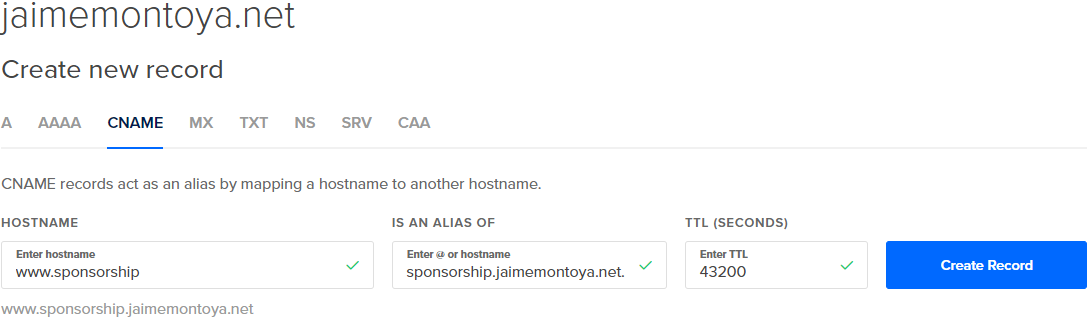 jaimemontoya.net
Create new record
A AAAA CNAME MX TXT NS SRV CAA
CNAME records act as an alias by mapping a hostname to another hostname.
HOSTNAME IS AN ALIAS OF TTL (SECONDS)
Enter hostname Enter @ or hostname Enter TTL
www.sponsorship sponsorship.jaimemontoya.net. 43200 Create Record
www.sponsorship.jaimemontoya.net